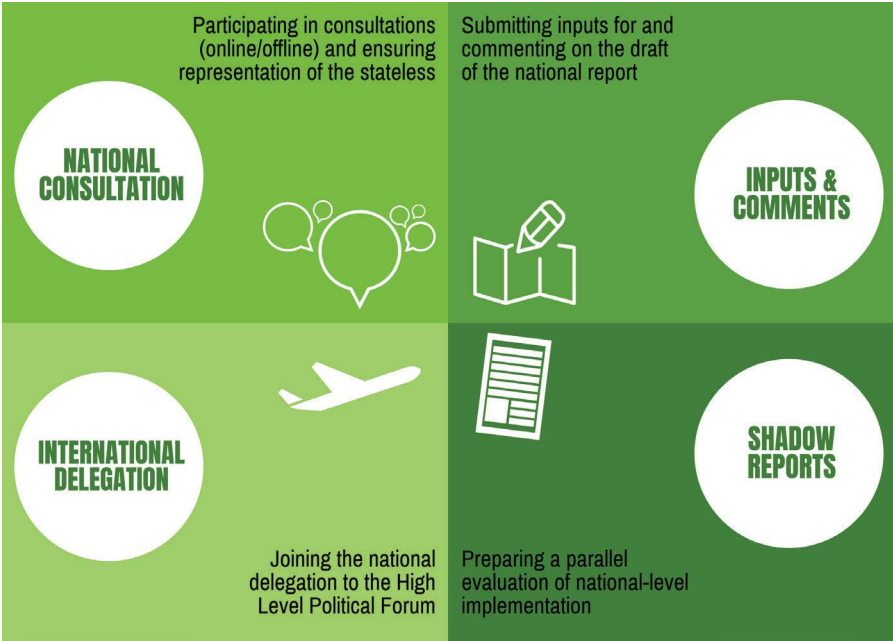 Participating in consultations
(online/offline) and ensuring
representation of the stateless
NATIONAL
CONSULTATION
Submitting inputs for and
commenting on the draft
of the national report
INPUTS &
COMMENTS
INTERNATIONAL
DELEGATION
Joining the national
delegation to the High
Level Political Forum
SHADOW
REPORTS
Preparing a parallel
evaluation of national-level
implementation